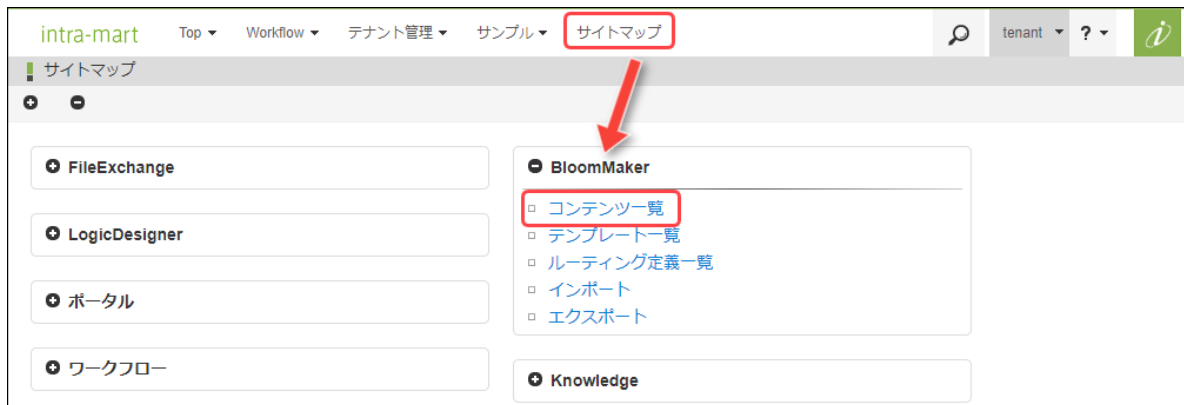 intra-mart Top Workflow テナント管理 サンプル サイトマップ tenant ?
サイトマップ
FileExchange
LogicDesigner
ポータル
ワークフロー
BloomMaker
コンテンツ一覧
テンプレート一覧
ルーティング定義一覧
インポート
エクスポート
Knowledge